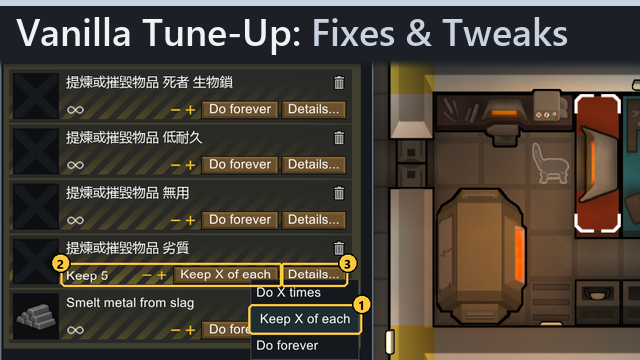 Vanilla Tune-Up: Fixes & Tweaks
提煉或摧毀物品 死者 生物鎖
∞ − + Do forever Details...
提煉或摧毀物品 低耐久
∞ − + Do forever Details...
提煉或摧毀物品 無用
∞ − + Do forever Details...
提煉或摧毀物品 劣質
2 3
Keep 5 − + Keep X of each Details...
Do X times
Smelt metal from slag
1
Keep X of each
∞ − + Do fore
Do forever